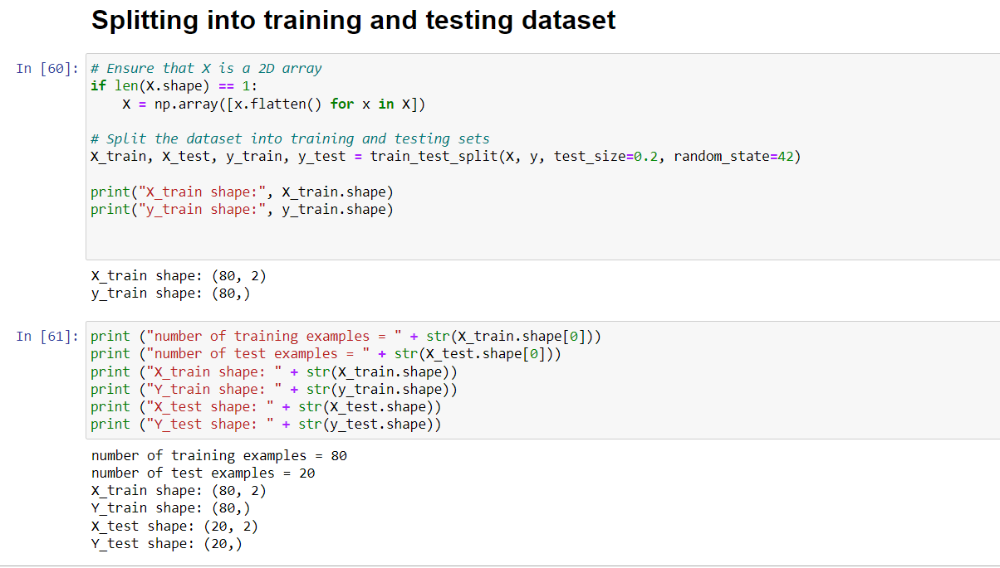 Splitting into training and testing dataset
In [60]: # Ensure that X is a 2D array
if len(X.shape) == 1:
    X = np.array([x.flatten() for x in X])
# Split the dataset into training and testing sets
X_train, X_test, y_train, y_test = train_test_split(X, y, test_size=0.2, random_state=42)
print("X_train shape:", X_train.shape)
print("y_train shape:", y_train.shape)
X_train shape: (80, 2)
y_train shape: (80,)
In [61]: print ("number of training examples = " + str(X_train.shape[0]))
print ("number of test examples = " + str(X_test.shape[0]))
print ("X_train shape: " + str(X_train.shape))
print ("Y_train shape: " + str(y_train.shape))
print ("X_test shape: " + str(X_test.shape))
print ("Y_test shape: " + str(y_test.shape))
number of training examples = 80
number of test examples = 20
X_train shape: (80, 2)
Y_train shape: (80,)
X_test shape: (20, 2)
Y_test shape: (20,)